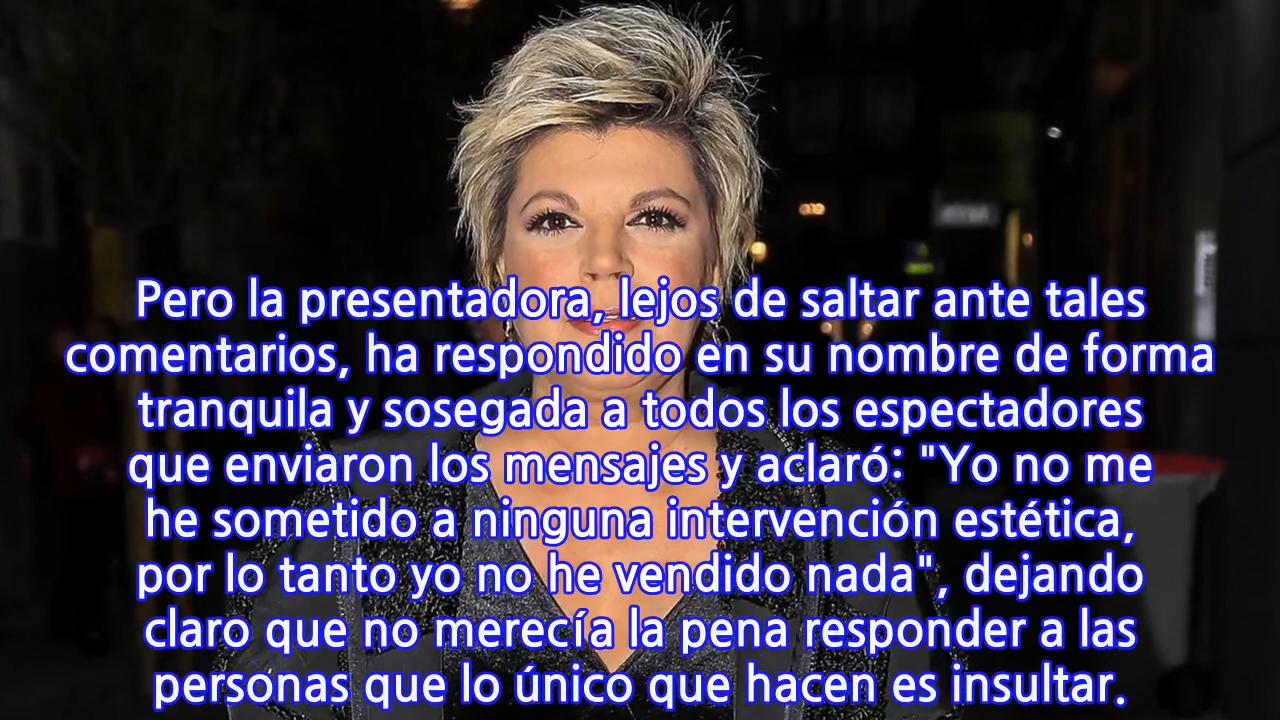 Pero la presentadora, lejos de saltar ante tales
comentarios, ha respondido en su nombre de forma
tranquila y sosegada a todos los espectadores
que enviaron los mensajes y aclaró: "Yo no me
he sometido a ninguna intervención estética,
por lo tanto yo no he vendido nada", dejando
claro que no merecía la pena responder a las
personas que lo único que hacen es insultar.